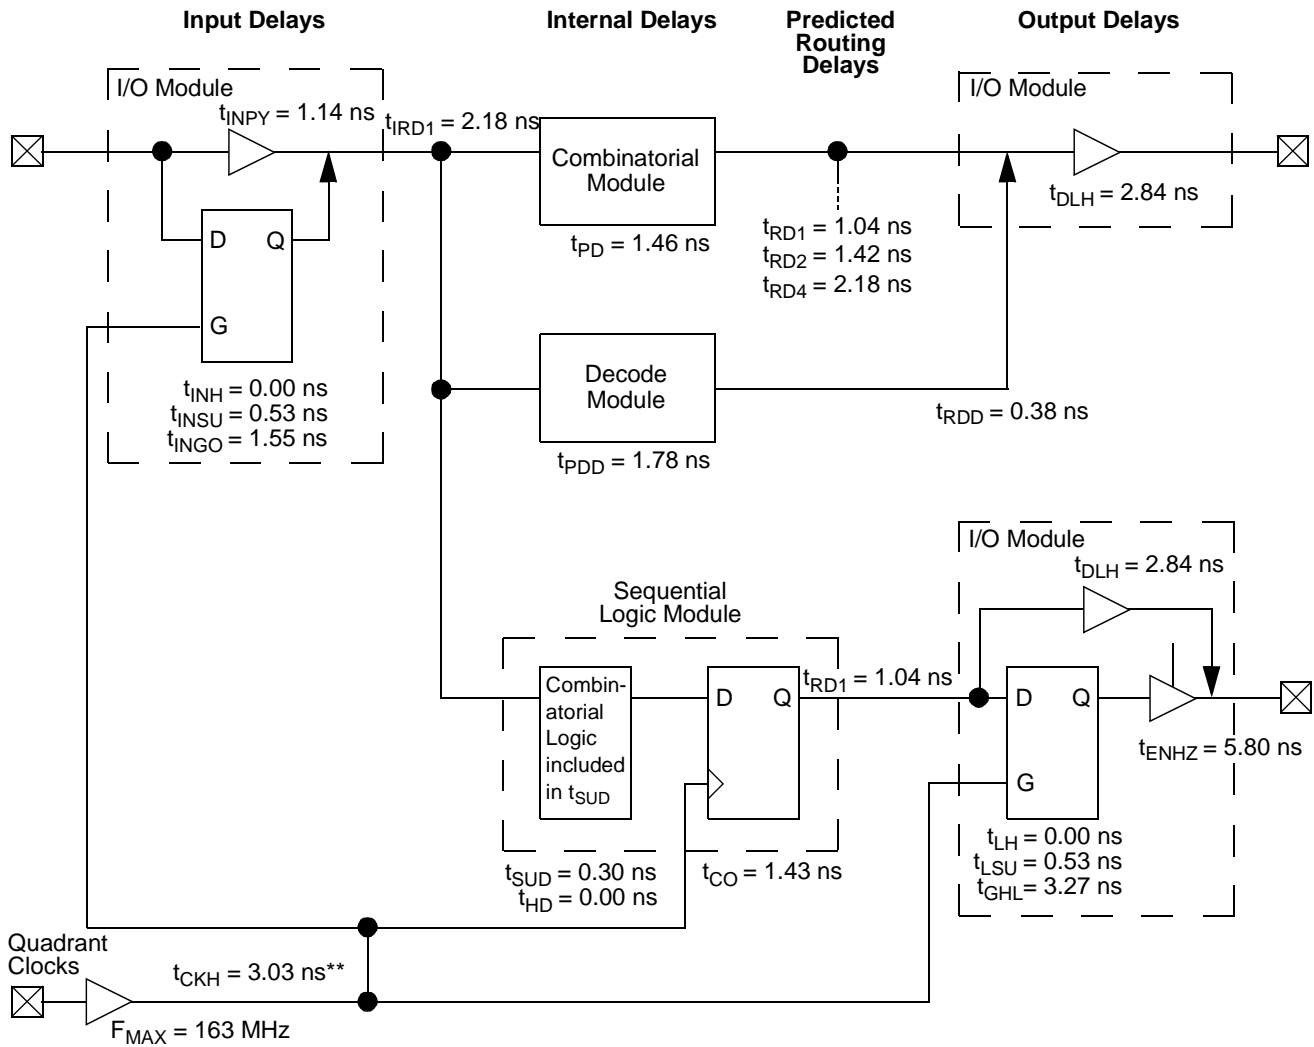 Input Delays
Internal Delays
Predicted
Routing
Delays
Output Delays
I/O Module
tINPY = 1.14 ns
tIRD1 = 2.18 ns
Combinatorial
Module
tPD = 1.46 ns
tRD1 = 1.04 ns
tRD2 = 1.42 ns
tRD4 = 2.18 ns
I/O Module
tDLH = 2.84 ns
D Q
G
tINH = 0.00 ns
tINSU = 0.53 ns
tINGO = 1.55 ns
Decode
Module
tPDD = 1.78 ns
tRDD = 0.38 ns
Sequential
Logic Module
Combin-
atorial
Logic
included
in tSUD
D Q
tSUD = 0.30 ns
tHD = 0.00 ns
tCO = 1.43 ns
tRD1 = 1.04 ns
I/O Module
tDLH = 2.84 ns
D Q
G
tENHZ = 5.80 ns
tLH = 0.00 ns
tLSU = 0.53 ns
tGHL= 3.27 ns
Quadrant
Clocks
tCKH = 3.03 ns**
FMAX = 163 MHz